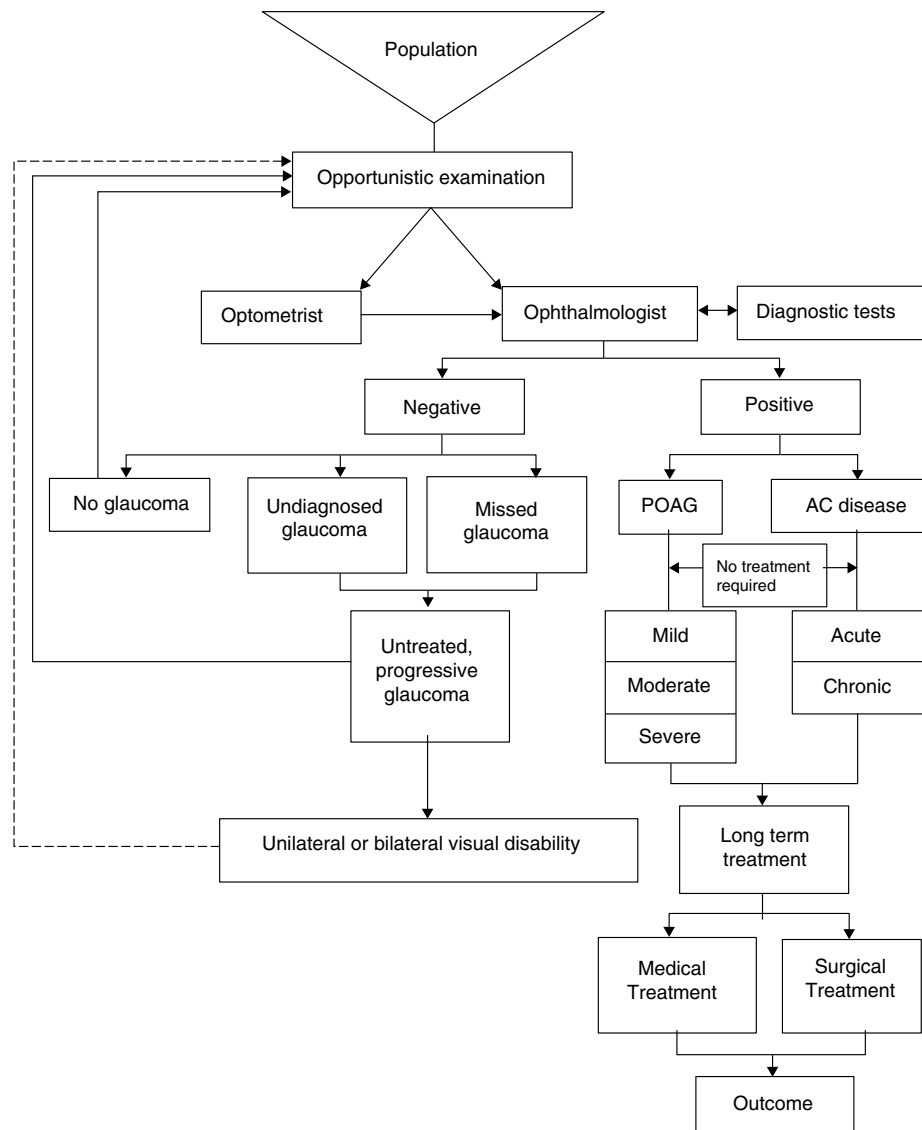 Population
Opportunistic examination
Optometrist
Ophthalmologist
Diagnostic tests
Negative
Positive
No glaucoma
Undiagnosed
glaucoma
Missed
glaucoma
POAG
AC disease
No treatment
required
Untreated,
progressive
glaucoma
Mild
Moderate
Severe
Acute
Chronic
Unilateral or bilateral visual disability
Long term
treatment
Medical
Treatment
Surgical
Treatment
Outcome